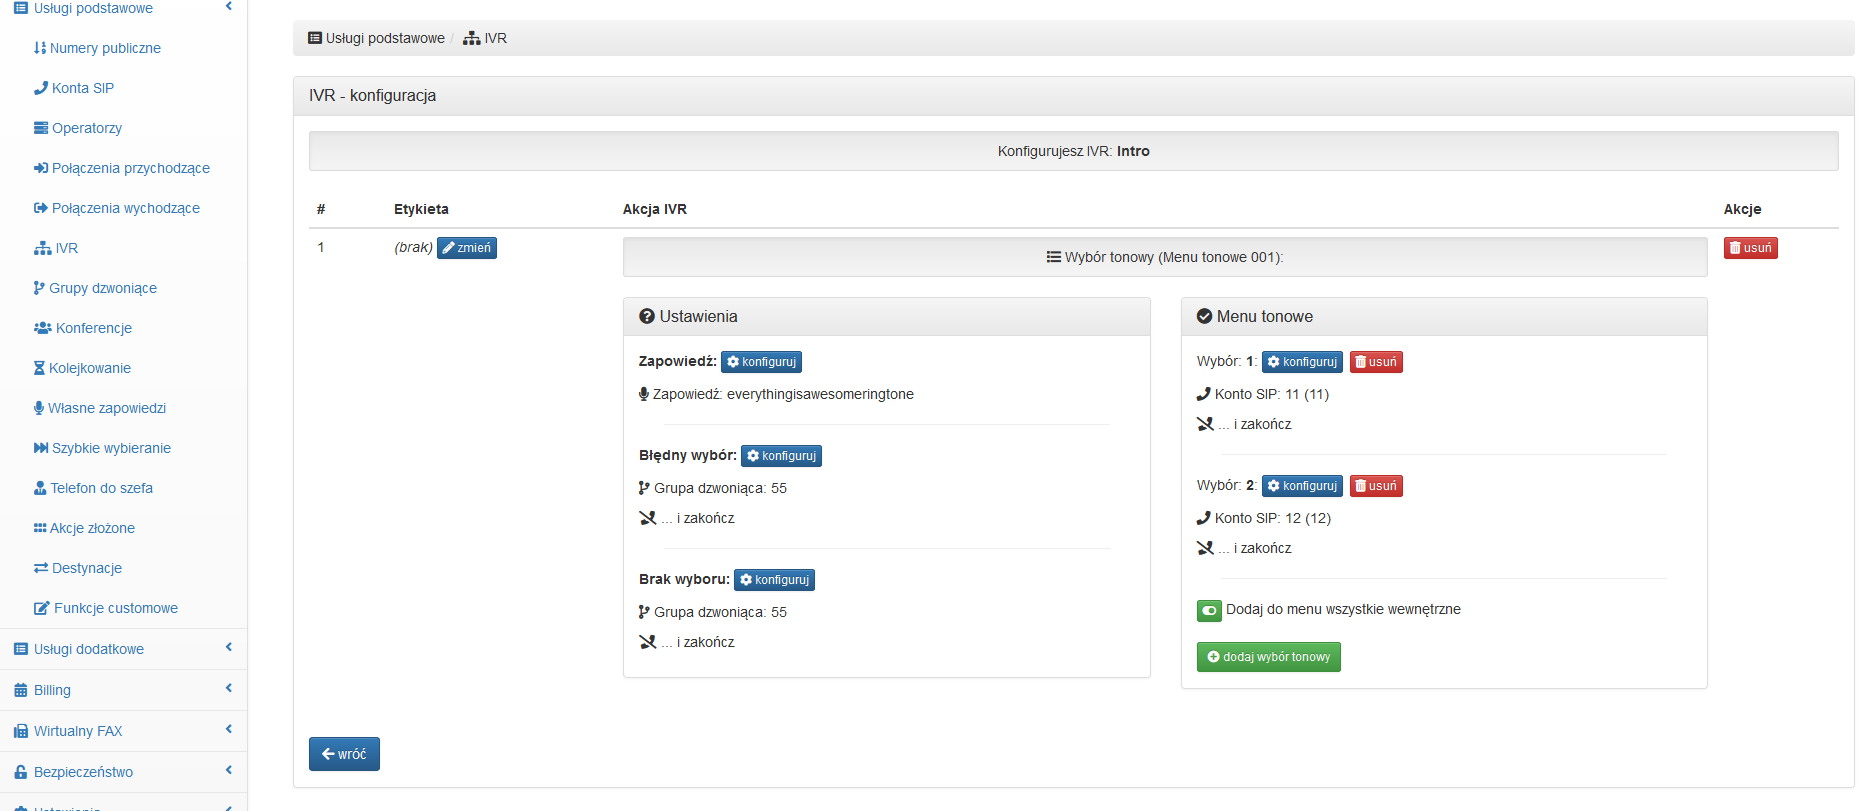 Usługi podstawowe
Numery publiczne
Konta SIP
Operatorzy
Połączenia przychodzące
Połączenia wychodzące
IVR
Grupy dzwoniące
Konferencje
Kolejkowanie
Własne zapowiedzi
Szybkie wybieranie
Telefon do szefa
Akcje złożone
Destynacje
Funkcje customowe
Usługi dodatkowe
Billing
Wirtualny FAX
Bezpieczeństwo
Ustawienia
Usługi podstawowe / IVR
IVR - konfiguracja
Konfigurujesz IVR: Intro
# Etykieta Akcja IVR Akcje
1 (brak) zmień
Wybór tonowy (Menu tonowe 001):
usuń
Ustawienia
Zapowiedź: konfiguruj
Zapowiedź: everythingisawesomeringtone
Błędny wybór: konfiguruj
Grupa dzwoniąca: 55
... i zakończ
Brak wyboru: konfiguruj
Grupa dzwoniąca: 55
... i zakończ
Menu tonowe
Wybór: 1: konfiguruj usuń
Konto SIP: 11 (11)
... i zakończ
Wybór: 2: konfiguruj usuń
Konto SIP: 12 (12)
... i zakończ
Dodaj do menu wszystkie wewnętrzne
dodaj wybór tonowy
wróć